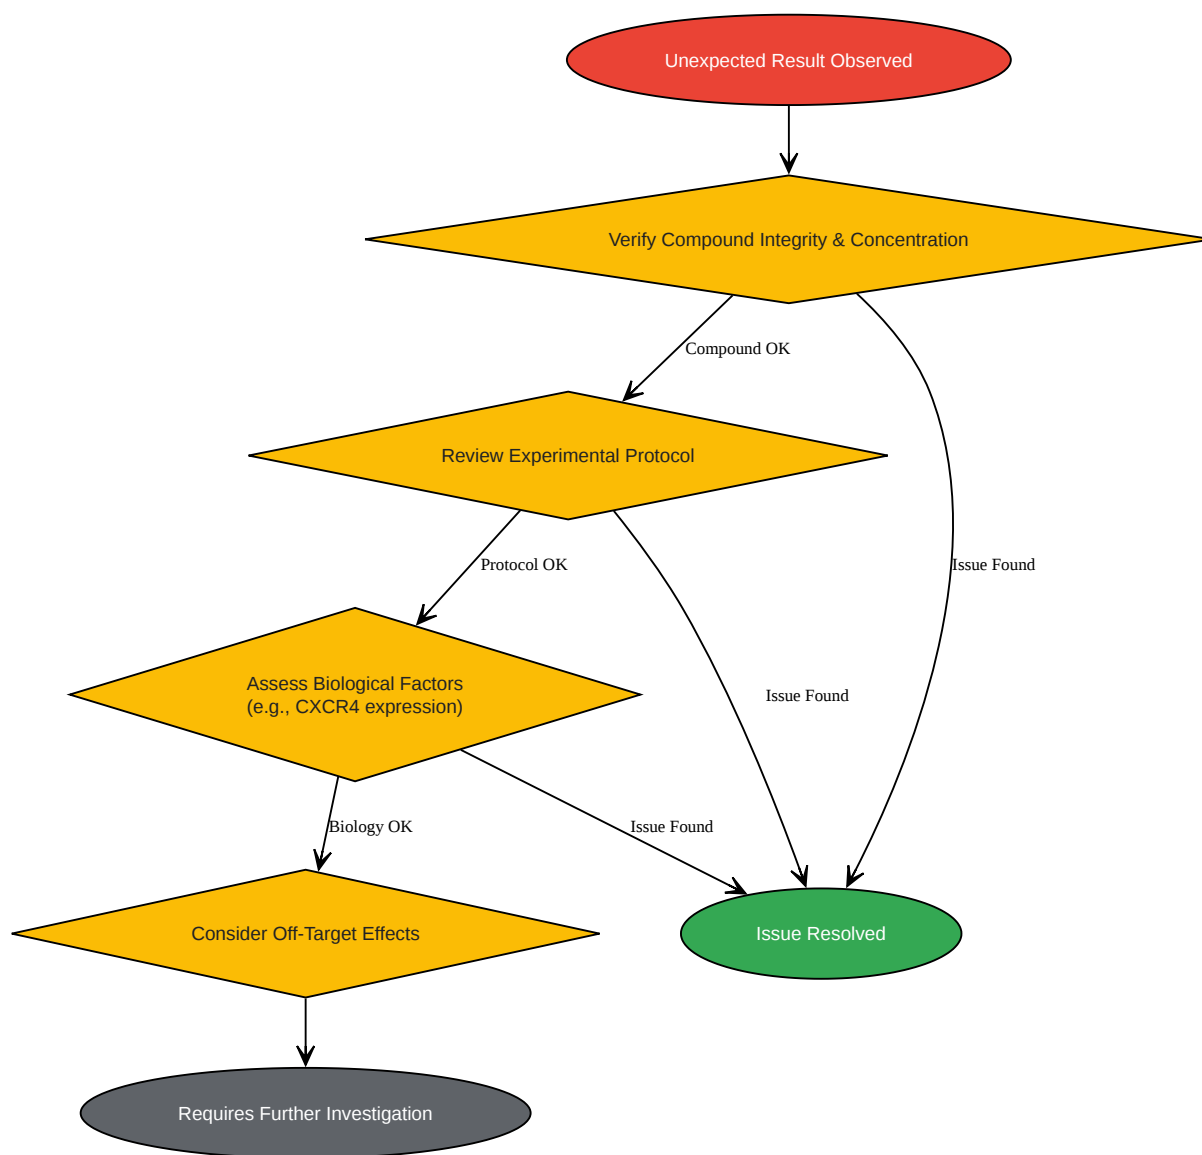 Unexpected Result Observed
Verify Compound Integrity & Concentration
Compound OK
Review Experimental Protocol
Protocol OK
Issue Found
Assess Biological Factors
(e.g., CXCR4 expression)
Issue Found
Biology OK
Issue Found
Consider Off-Target Effects
Issue Resolved
Requires Further Investigation